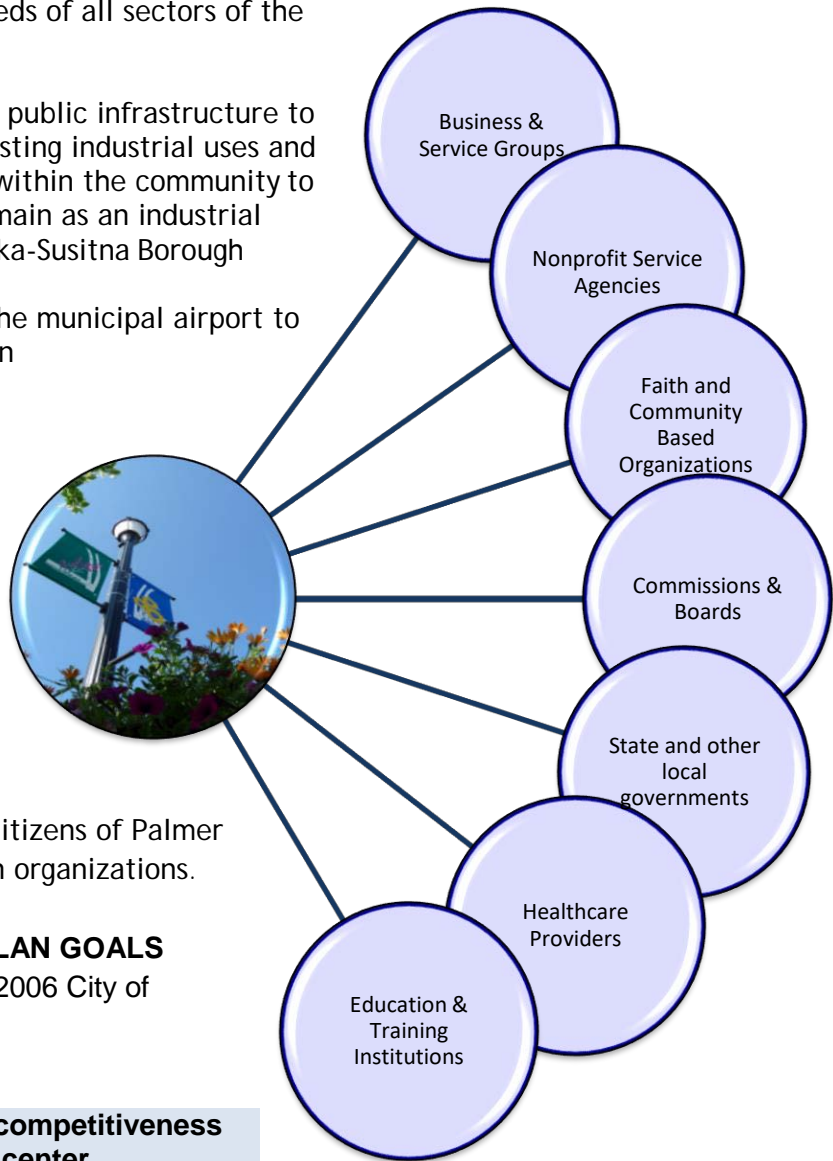 eds of all sectors of the
public infrastructure to
sting industrial uses and
within the community to
main as an industrial
ka-Susitna Borough
he municipal airport to
n
Business &
Service Groups
Nonprofit Service
Agencies
Faith and
Community
Based
Organizations
Commissions &
Boards
State and other
local
governments
Healthcare
Providers
Education &
Training
Institutions
itizens of Palmer
n organizations.
LAN GOALS
2006 City of
competitiveness
center